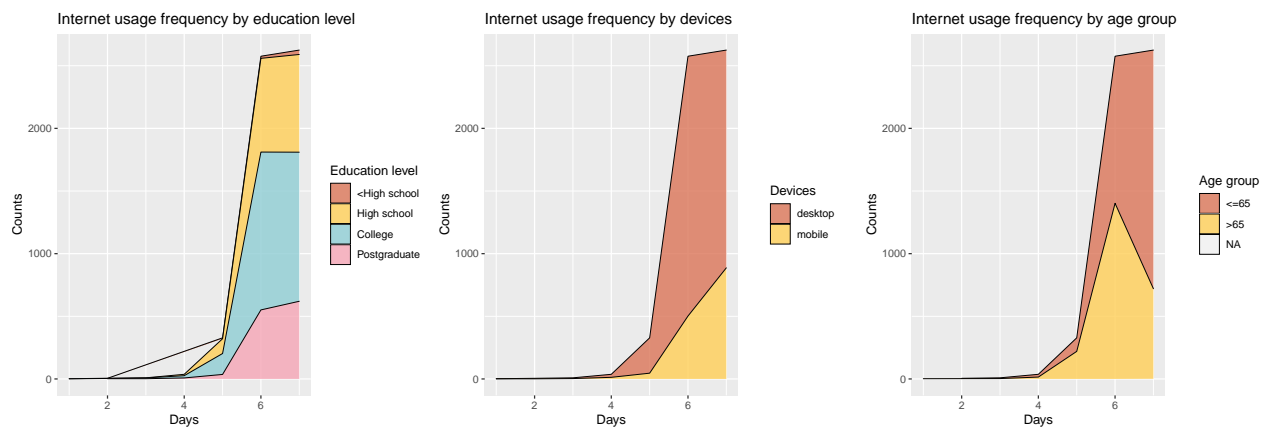 Internet usage frequency by education level
2000
1000
0
Counts
2
4
6
Days
Education level
<High school
High school
College
Postgraduate
Internet usage frequency by devices
2000
1000
0
Counts
2
4
6
Days
Devices
desktop
mobile
Internet usage frequency by age group
2000
1000
0
Counts
2
4
6
Days
Age group
<=65
>65
NA